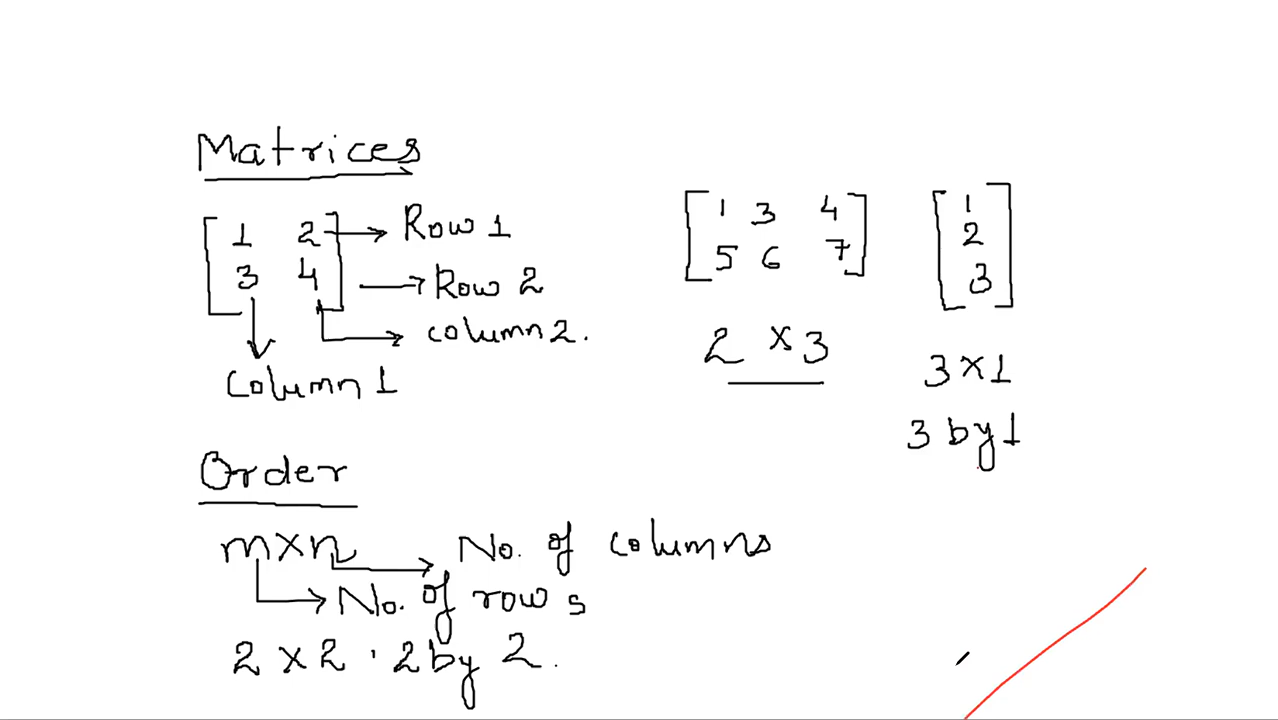 Matrices
1 2 → Row 1
3 4 → Row 2
column 2.
Column 1
Order
m × n → No. of columns
→ No. of rows
2 × 2 . 2 by 2.
1 3 4
5 6 7
2 × 3
1
2
3
3 × 1
3 by 1